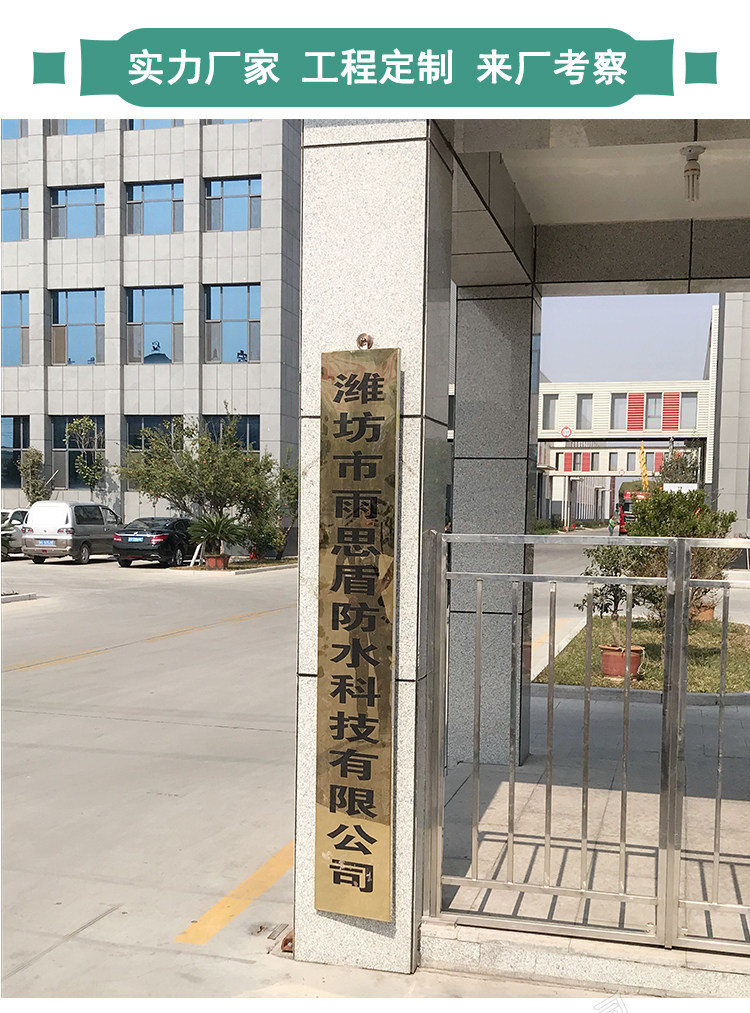 实力厂家 工程定制 来厂考察
潍坊市雨思盾防水科技有限公司